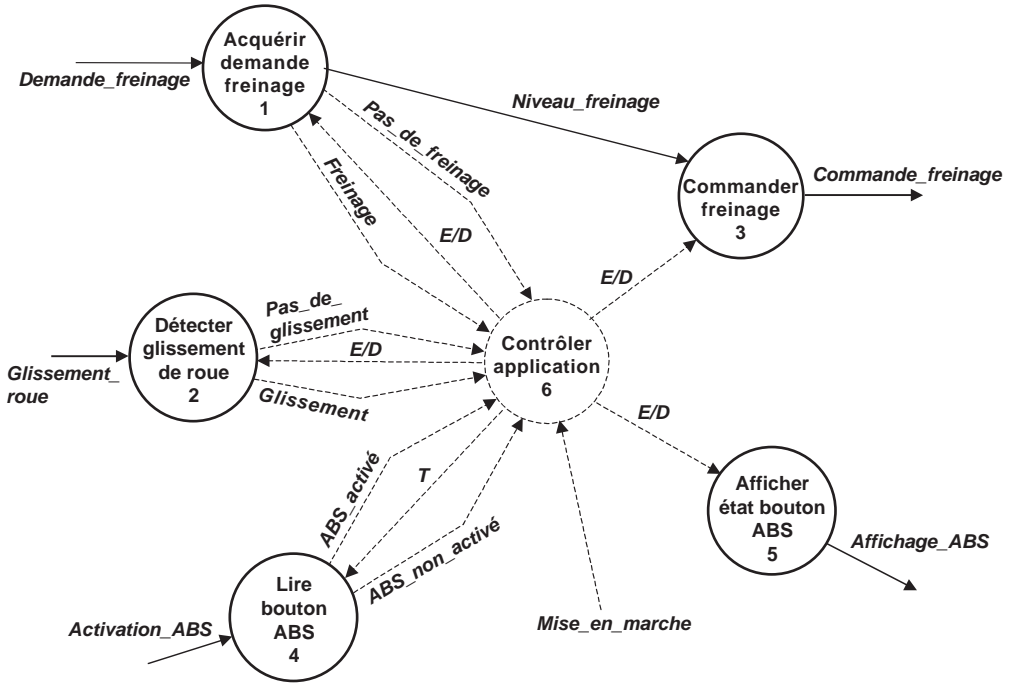 Acquérir
demande
freinage
1
Demande_freinage
Niveau_freinage
Pas_de_freinage
Freinage
E/D
Commander
freinage
3
Commande_freinage
E/D
Détecter
glissement
de roue
2
Glissement_
roue
Pas_de_
glissement
E/D
Glissement
Contrôler
application
6
E/D
Afficher
état bouton
ABS
5
Affichage_ABS
ABS_activé
T
ABS_non_activé
Lire
bouton
ABS
4
Activation_ABS
Mise_en_marche